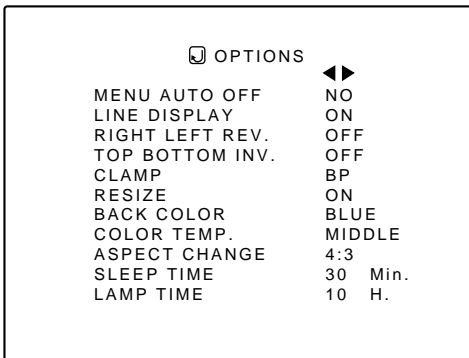 OPTIONS
MENU AUTO OFF NO
LINE DISPLAY ON
RIGHT LEFT REV. OFF
TOP BOTTOM INV. OFF
CLAMP BP
RESIZE ON
BACK COLOR BLUE
COLOR TEMP. MIDDLE
ASPECT CHANGE 4:3
SLEEP TIME 30 Min.
LAMP TIME 10 H.